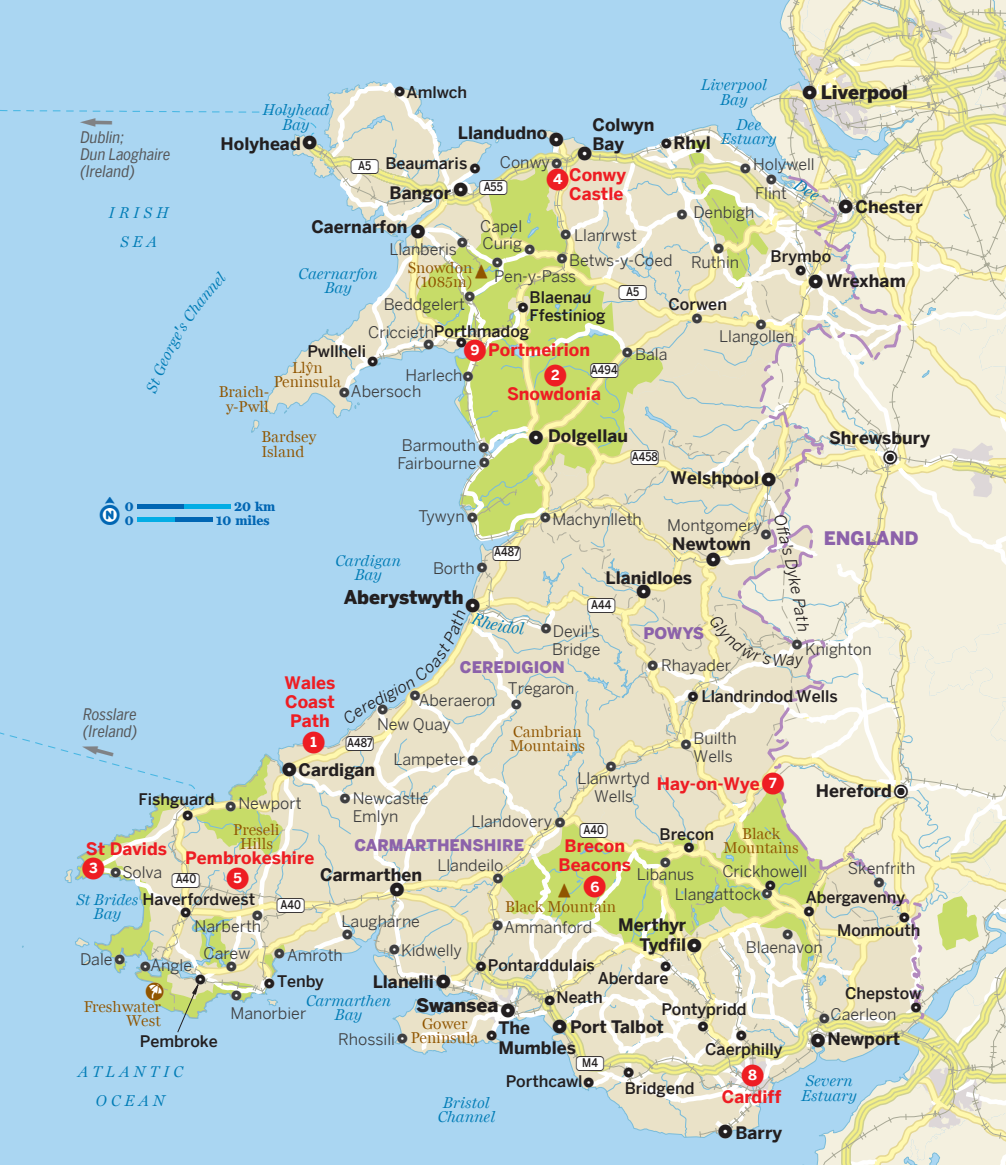 Amlwch
Liverpool
Bay
Liverpool
Holyhead
Bay
Dublin;
Dun Laoghaire
(Ireland)
Holyhead
Llandudno
Colwyn
Bay
Rhyl
Dee
Estuary
A5
Beaumaris
Conwy
4
Conwy
Castle
Holywell
Flint
Dee
Bangor
A55
Chester
IRISH
SEA
Caernarfon
Capel
Curig
Llanrwst
Denbigh
Llanberis
Snowdon
(1085m)
Pen-y-Pass
Betws-y-Coed
Ruthin
Brymbo
Wrexham
Caernarfon
Bay
St George's Channel
Beddgelert
Blaenau
Ffestiniog
A5
Corwen
Llangollen
Criccieth
Porthmadog
9
Portmeirion
Pwllheli
Bala
Llŷn
Peninsula
Harlech
2
Snowdonia
A494
Braich-
y-Pwll
Abersoch
Bardsey
Island
Dolgellau
Shrewsbury
Barmouth
Fairbourne
A458
Welshpool
N
0
20 km
0
10 miles
Tywyn
Machynlleth
Montgomery
Newtown
Offa's Dyke Path
ENGLAND
Cardigan
Bay
Borth
A487
Llanidloes
Aberystwyth
A44
Rheidol
Devil's
Bridge
POWYS
Glyndŵr's Way
Knighton
Ceredigion Coast Path
CEREDIGION
Rhayader
Wales
Coast
Path
1
Aberaeron
Tregaron
Llandrindod Wells
Rosslare
(Ireland)
New Quay
A487
Cambrian
Mountains
Builth
Wells
Cardigan
Lampeter
Llanwrtyd
Wells
Hay-on-Wye
7
Hereford
Fishguard
Newport
Newcastle
Emlyn
Llandovery
A40
Brecon
Black
Mountains
Preseli
Hills
CARMARTHENSHIRE
Brecon
Beacons
6
St Davids
3
Solva
Pembrokeshire
5
Llandeilo
Libanus
Crickhowell
Skenfrith
A40
Carmarthen
Black Mountain
Llangattock
Abergavenny
St Brides
Bay
Haverfordwest
A40
Narberth
Laugharne
Ammanford
Merthyr
Tydfil
Monmouth
Blaenavon
Dale
Angle
Carew
Amroth
Kidwelly
Pontarddulais
Aberdare
Tenby
Llanelli
Chepstow
Freshwater
West
Manorbier
Carmarthen
Bay
Swansea
Neath
Pontypridd
Caerleon
Pembroke
Rhossili
Gower
Peninsula
The
Mumbles
Port Talbot
Caerphilly
Newport
ATLANTIC
OCEAN
M4
Porthcawl
Bridgend
8
Cardiff
Severn
Estuary
Bristol
Channel
Barry